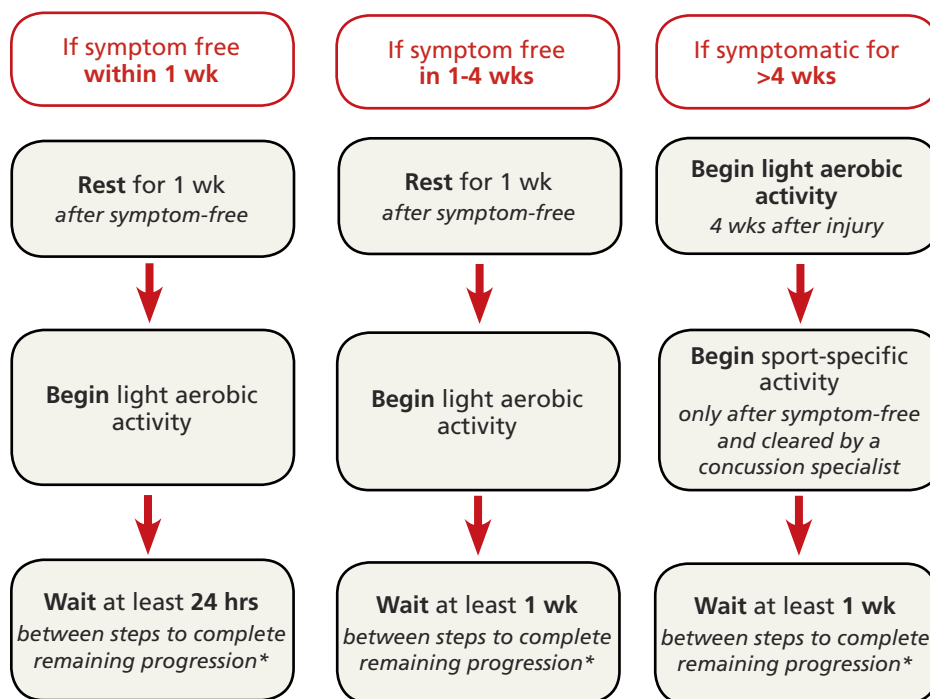 If symptom free
within 1 wk
Rest for 1 wk
after symptom-free
Begin light aerobic
activity
Wait at least 24 hrs
between steps to complete
remaining progression*
If symptom free
in 1-4 wks
Rest for 1 wk
after symptom-free
Begin light aerobic
activity
Wait at least 1 wk
between steps to complete
remaining progression*
If symptomatic for
>4 wks
Begin light aerobic
activity
4 wks after injury
Begin sport-specific
activity
only after symptom-free
and cleared by a
concussion specialist
Wait at least 1 wk
between steps to complete
remaining progression*